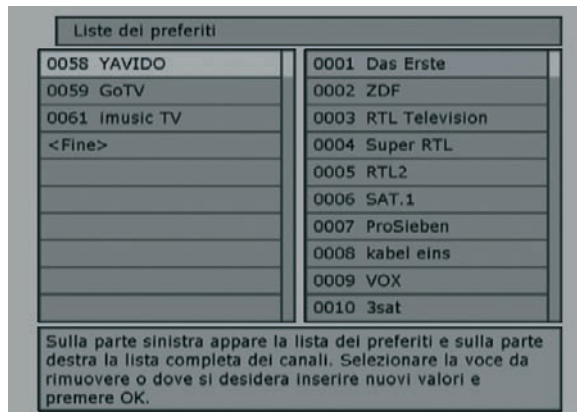 Liste dei preferiti
0058 YAVIDO
0059 GoTV
0061 imusic TV
<Fine>
0001 Das Erste
0002 ZDF
0003 RTL Television
0004 Super RTL
0005 RTL2
0006 SAT.1
0007 ProSieben
0008 kabel eins
0009 VOX
0010 3sat
Sulla parte sinistra appare la lista dei preferiti e sulla parte
destra la lista completa dei canali. Selezionare la voce da
rimuovere o dove si desidera inserire nuovi valori e
premere OK.